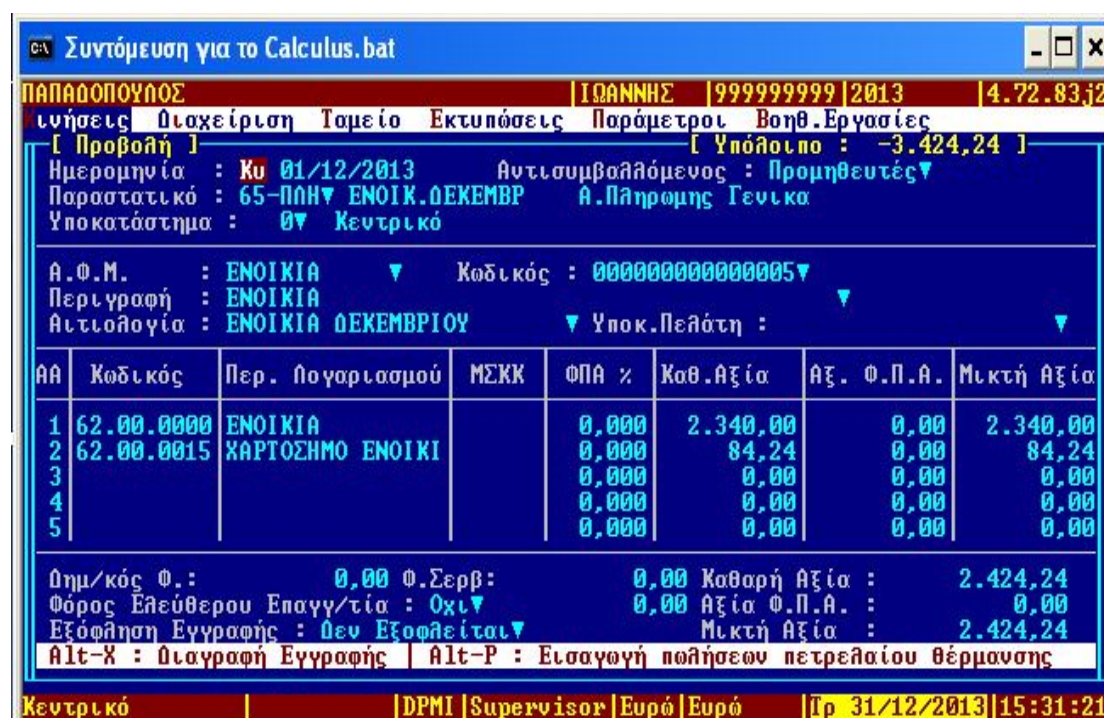 Συντόμευση για το Calculus.bat
ΠΑΠΑΔΟΠΟΥΛΟΣ |ΙΩΑΝΝΗΣ |999999999|2013 |4.72.83j2
Κινήσεις Διαχείριση Ταμείο Εκτυπώσεις Παράμετροι Βοηθ.Εργασίες
[ Προβολή ] [ Υπόλοιπο : -3.424,24 ]
Ημερομηνία : Κυ 01/12/2013 Αντισυμβαλλόμενος : Προμηθευτές▼
Παραστατικό : 65-ΠΛΗ▼ ΕΝΟΙΚ.ΔΕΚΕΜΒΡ Α.Πληρωμης Γενικα
Υποκατάστημα : 0▼ Κεντρικό
Α.Φ.Μ. : ΕΝΟΙΚΙΑ ▼ Κωδικός : 000000000000005▼
Περιγραφή : ΕΝΟΙΚΙΑ ▼
Αιτιολογία : ΕΝΟΙΚΙΑ ΔΕΚΕΜΒΡΙΟΥ ▼ Υποκ.Πελάτη : ▼
ΑΑ Κωδικός Περ. Λογαριασμού ΜΣΚΚ ΦΠΑ % Καθ.Αξία Αξ. Φ.Π.Α. Μικτή Αξία
1 62.00.0000 ΕΝΟΙΚΙΑ 0,000 2.340,00 0,00 2.340,00
2 62.00.0015 ΧΑΡΤΟΣΗΜΟ ΕΝΟΙΚΙ 0,000 84,24 0,00 84,24
3 0,000 0,00 0,00 0,00
4 0,000 0,00 0,00 0,00
5 0,000 0,00 0,00 0,00
Δημ/κός Φ.: 0,00 Φ.Σερβ: 0,00 Καθαρή Αξία : 2.424,24
Φόρος Ελεύθερου Επαγγ/τία : Οχι▼ 0,00 Αξία Φ.Π.Α. : 0,00
Εξόφληση Εγγραφής : Δεν Εξοφλείται▼ Μικτή Αξία : 2.424,24
Alt-X : Διαγραφή Εγγραφής | Alt-P : Εισαγωγή πωλήσεων πετρελαίου θέρμανσης
Κεντρικό | |DPMI |Supervisor|Ευρώ|Ευρώ |Τρ 31/12/2013|15:31:21